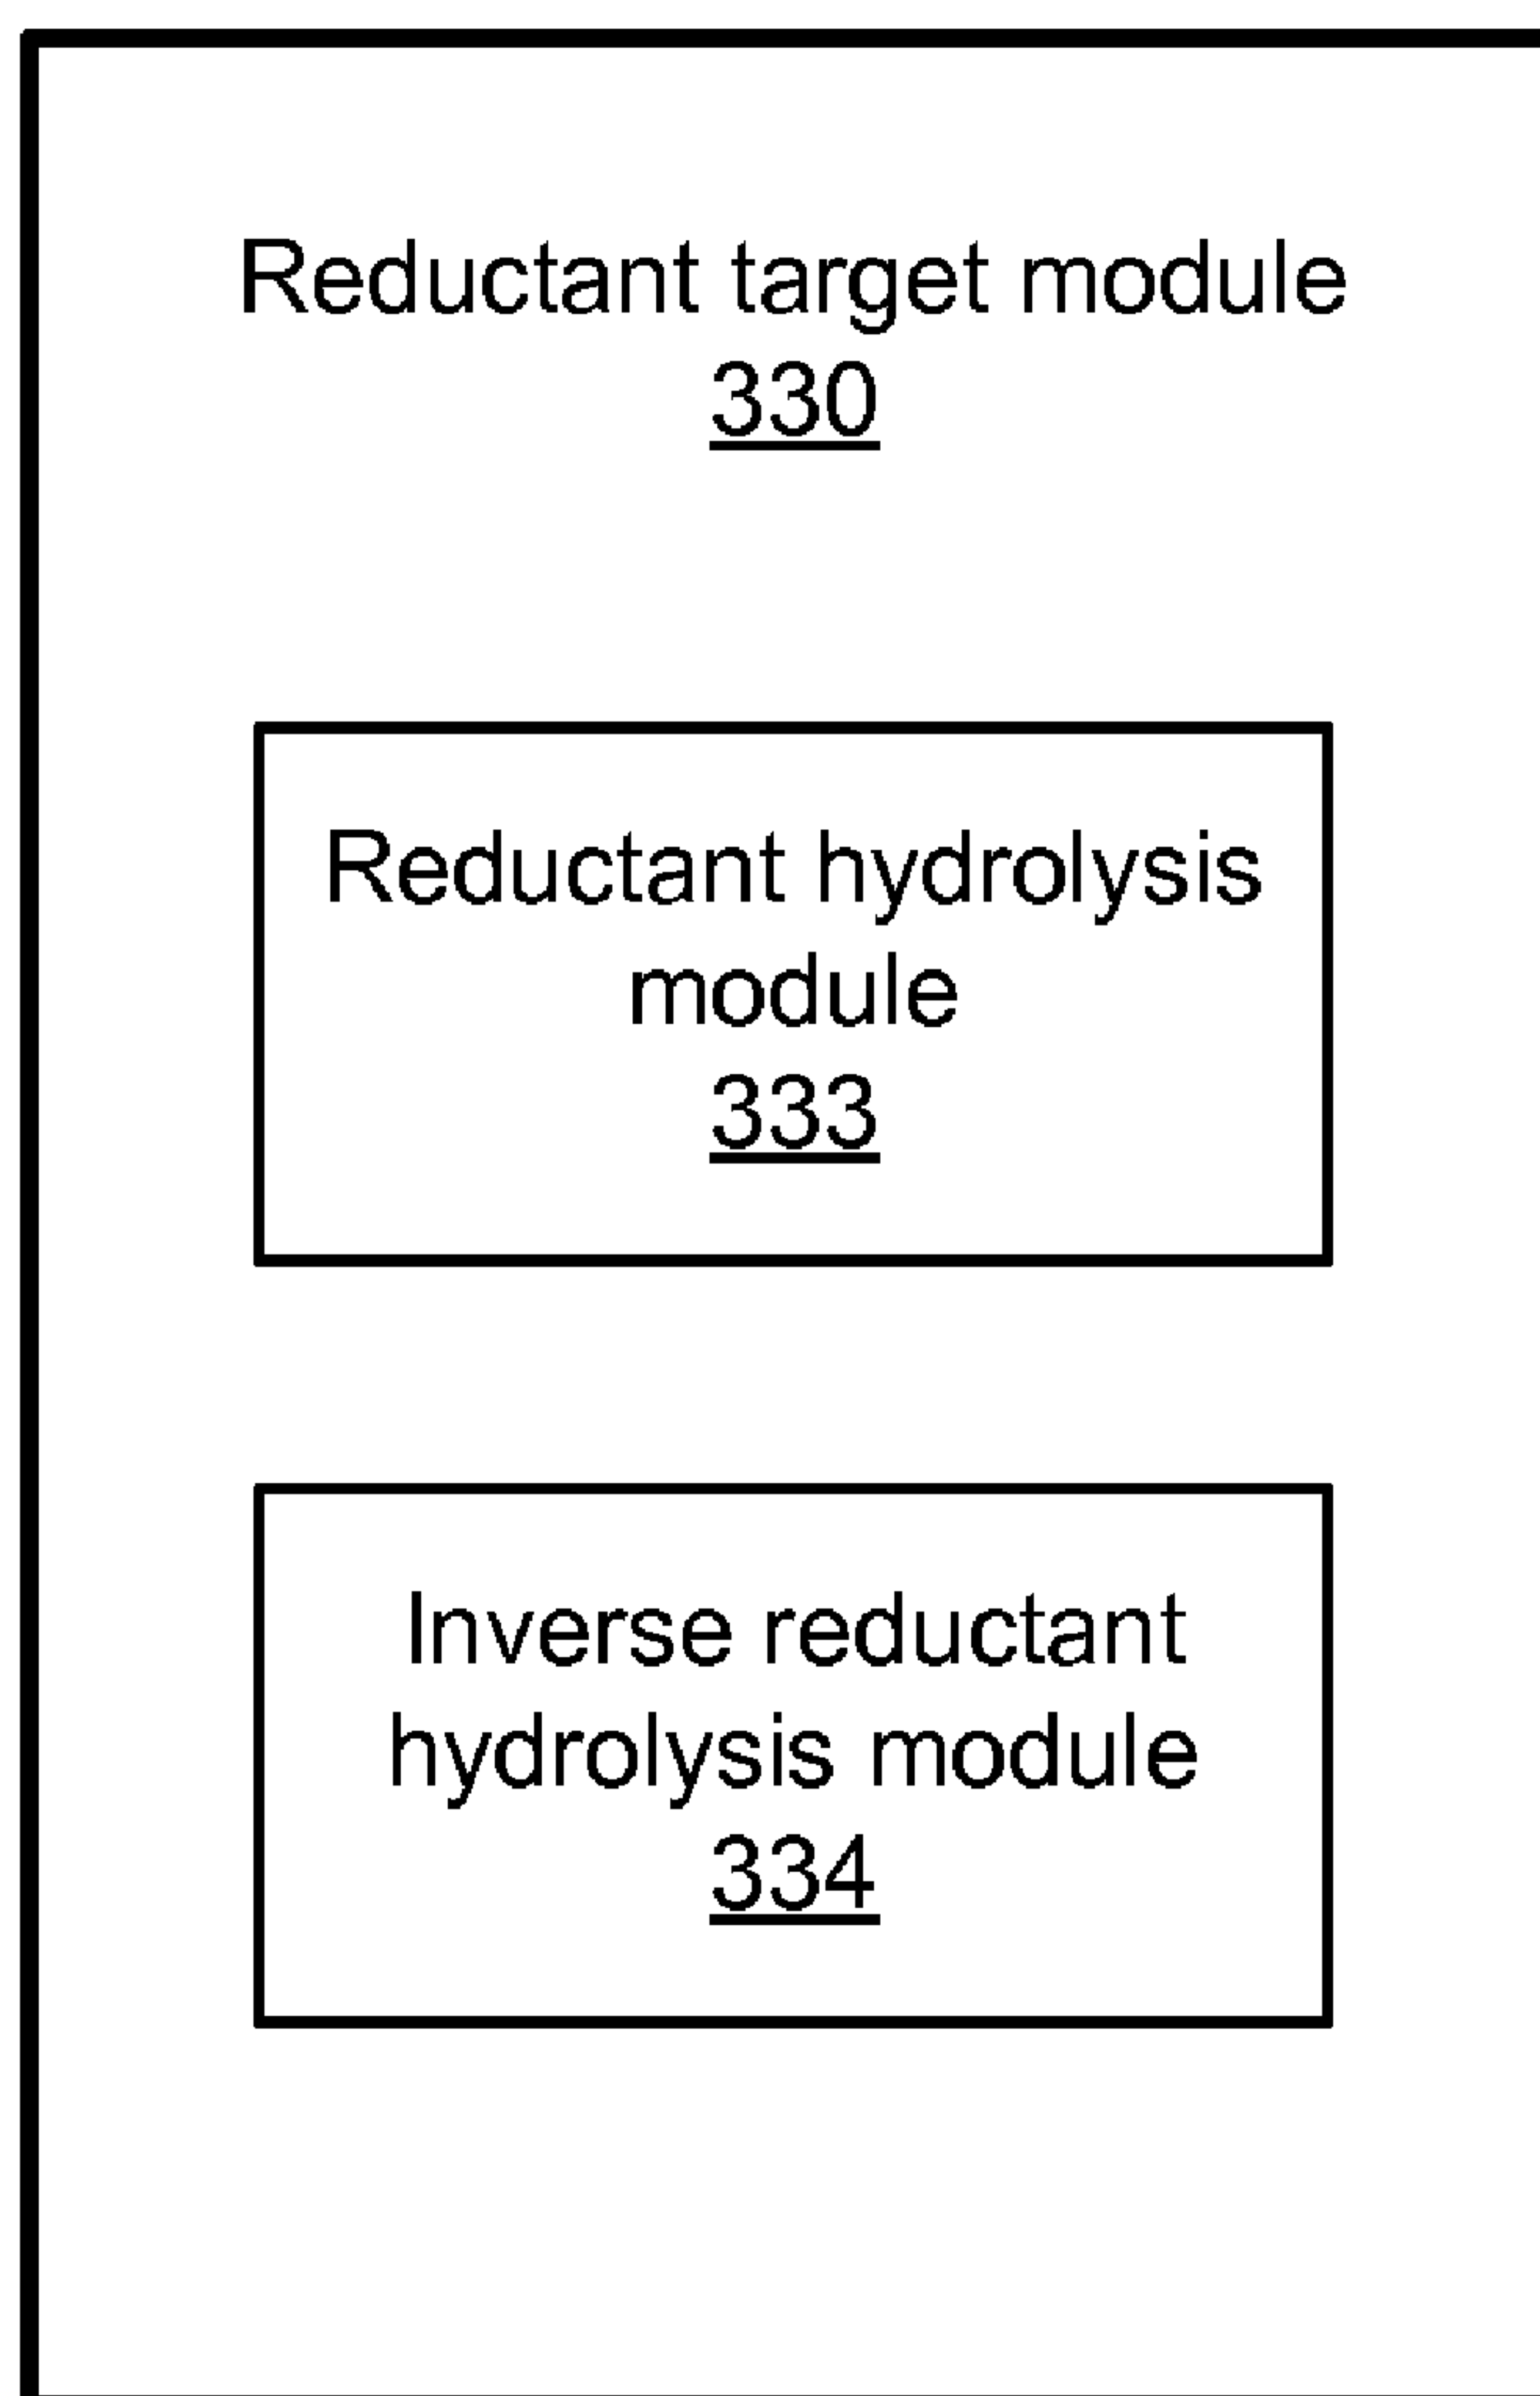 Reductant target module
330
Reductant hydrolysis
module
333
Inverse reductant
hydrolysis module
334